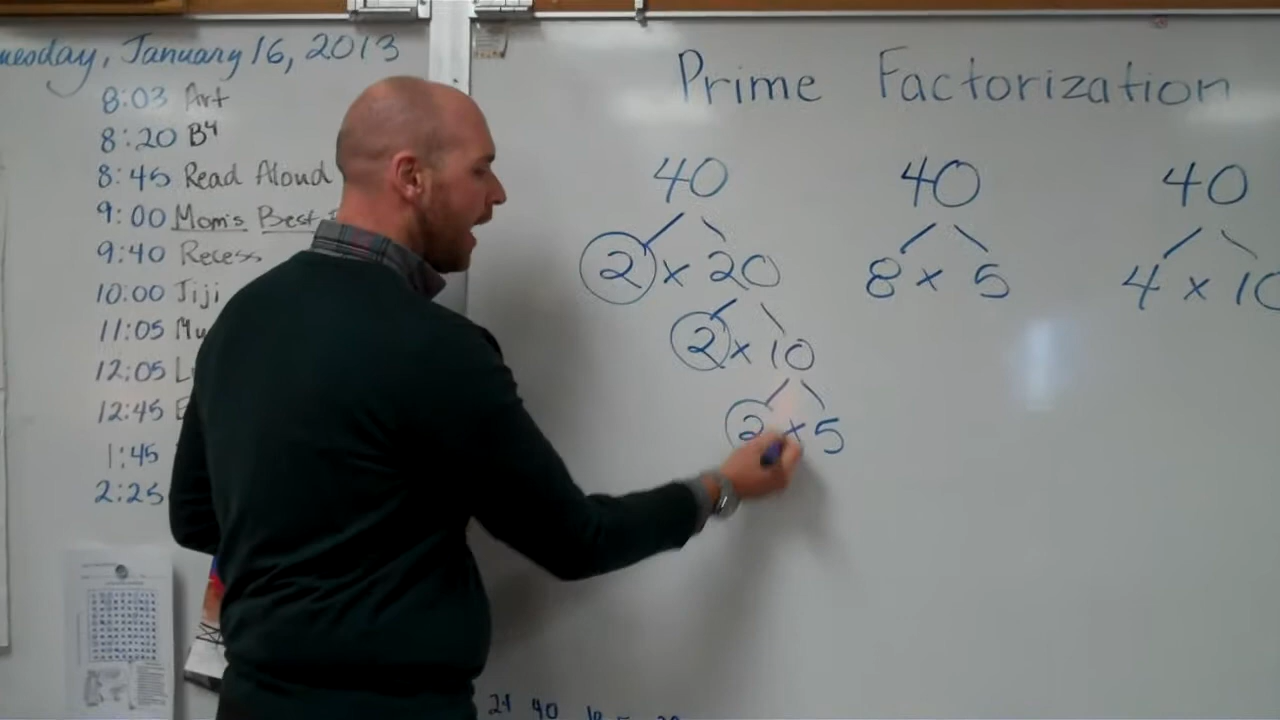 January 16, 2013
8:03 Art
8:20 B4
8:45 Read Aloud
9:00 Mom's Best
9:40 Recess
10:00 Jiji
11:05
12:05
12:45
1:45
2:25
Prime Factorization
40 40 40
2 x 20 8 x 5 4 x 10
2 x 10
2 x 5
24 40